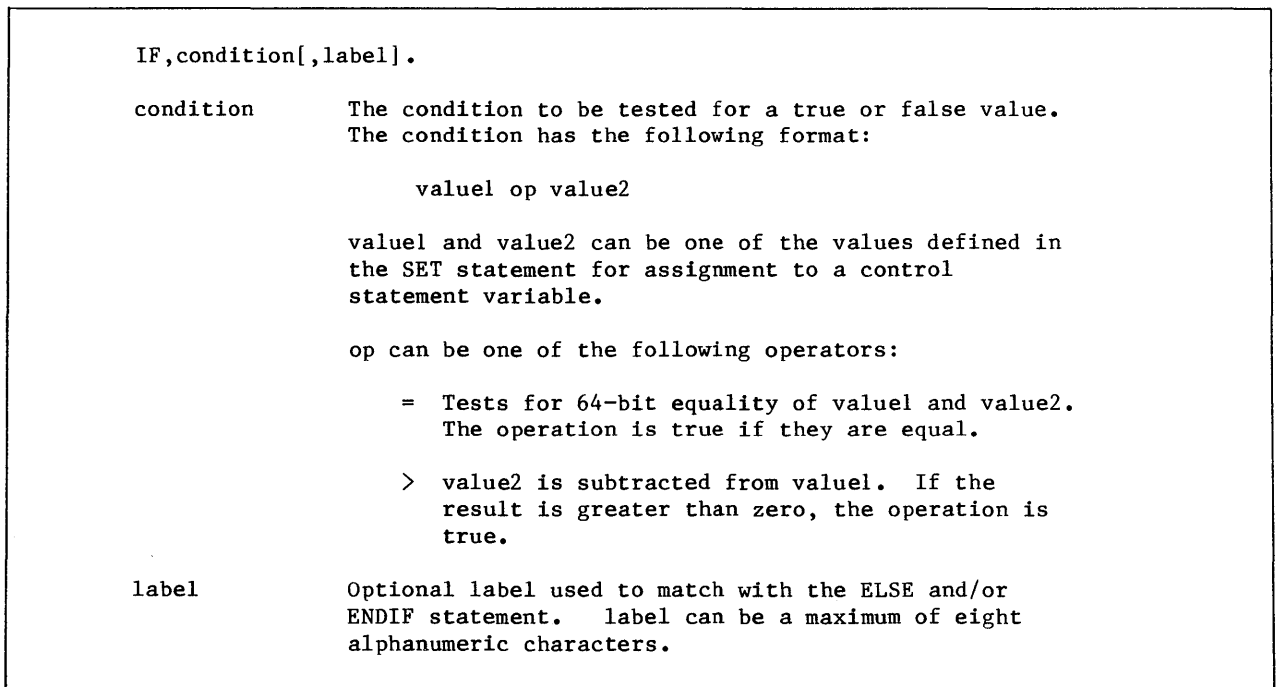 IF,condition[,label].
condition The condition to be tested for a true or false value.
The condition has the following format:
value1 op value2
value1 and value2 can be one of the values defined in
the SET statement for assignment to a control
statement variable.
op can be one of the following operators:
= Tests for 64-bit equality of value1 and value2.
The operation is true if they are equal.
> value2 is subtracted from value1. If the
result is greater than zero, the operation is
true.
label Optional label used to match with the ELSE and/or
ENDIF statement. label can be a maximum of eight
alphanumeric characters.